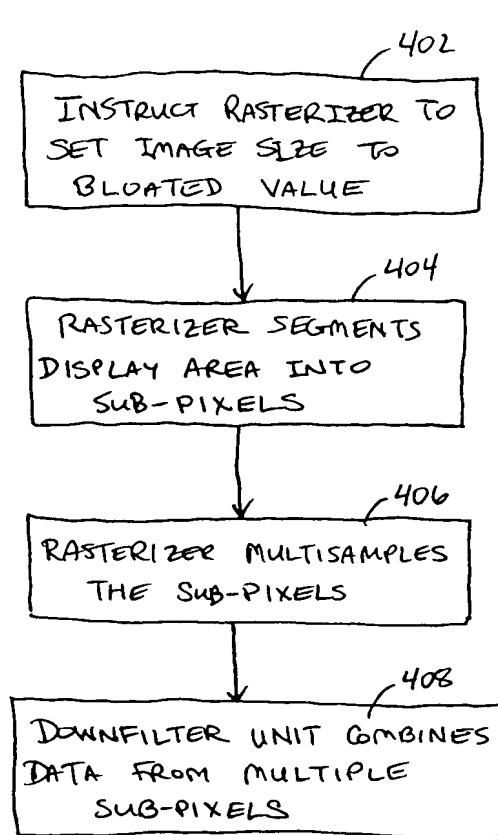 402
INSTRUCT RASTERIZER TO
SET IMAGE SIZE TO
BLOATED VALUE
404
RASTERIZER SEGMENTS
DISPLAY AREA INTO
SUB-PIXELS
406
RASTERIZER MULTISAMPLES
THE SUB-PIXELS
408
DOWNFILTER UNIT COMBINES
DATA FROM MULTIPLE
SUB-PIXELS